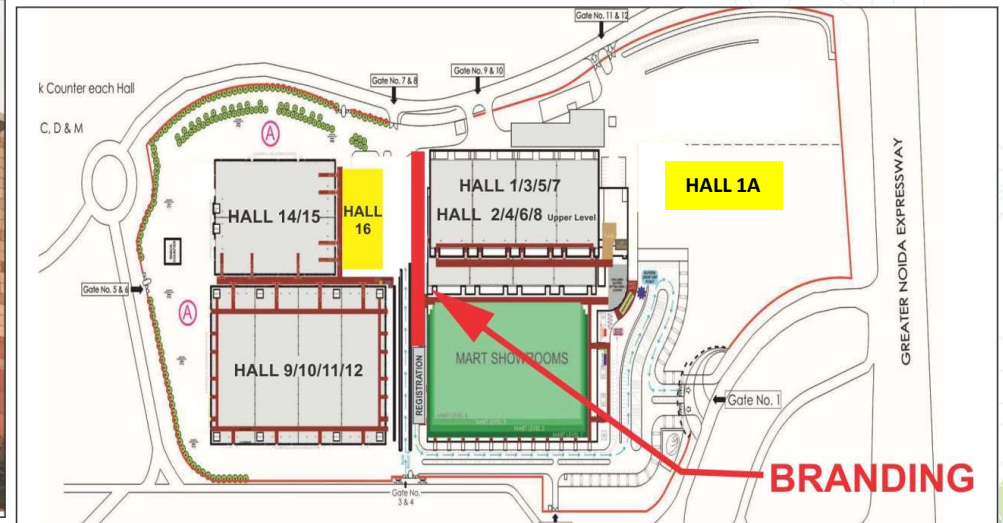 Gate No. 11 & 12
Gate No. 9 & 10
Gate No. 7 & 8
k Counter each Hall
C, D & M
A
HALL 14/15
HALL
16
HALL 1/3/5/7
HALL 2/4/6/8 Upper Level
HALL 1A
GREATER NOIDA EXPRESSWAY
Gate No. 5 & 6
A
HALL 9/10/11/12
REGISTRATION
MART SHOWROOMS
Gate No. 1
BRANDING
Gate No.
3 & 4